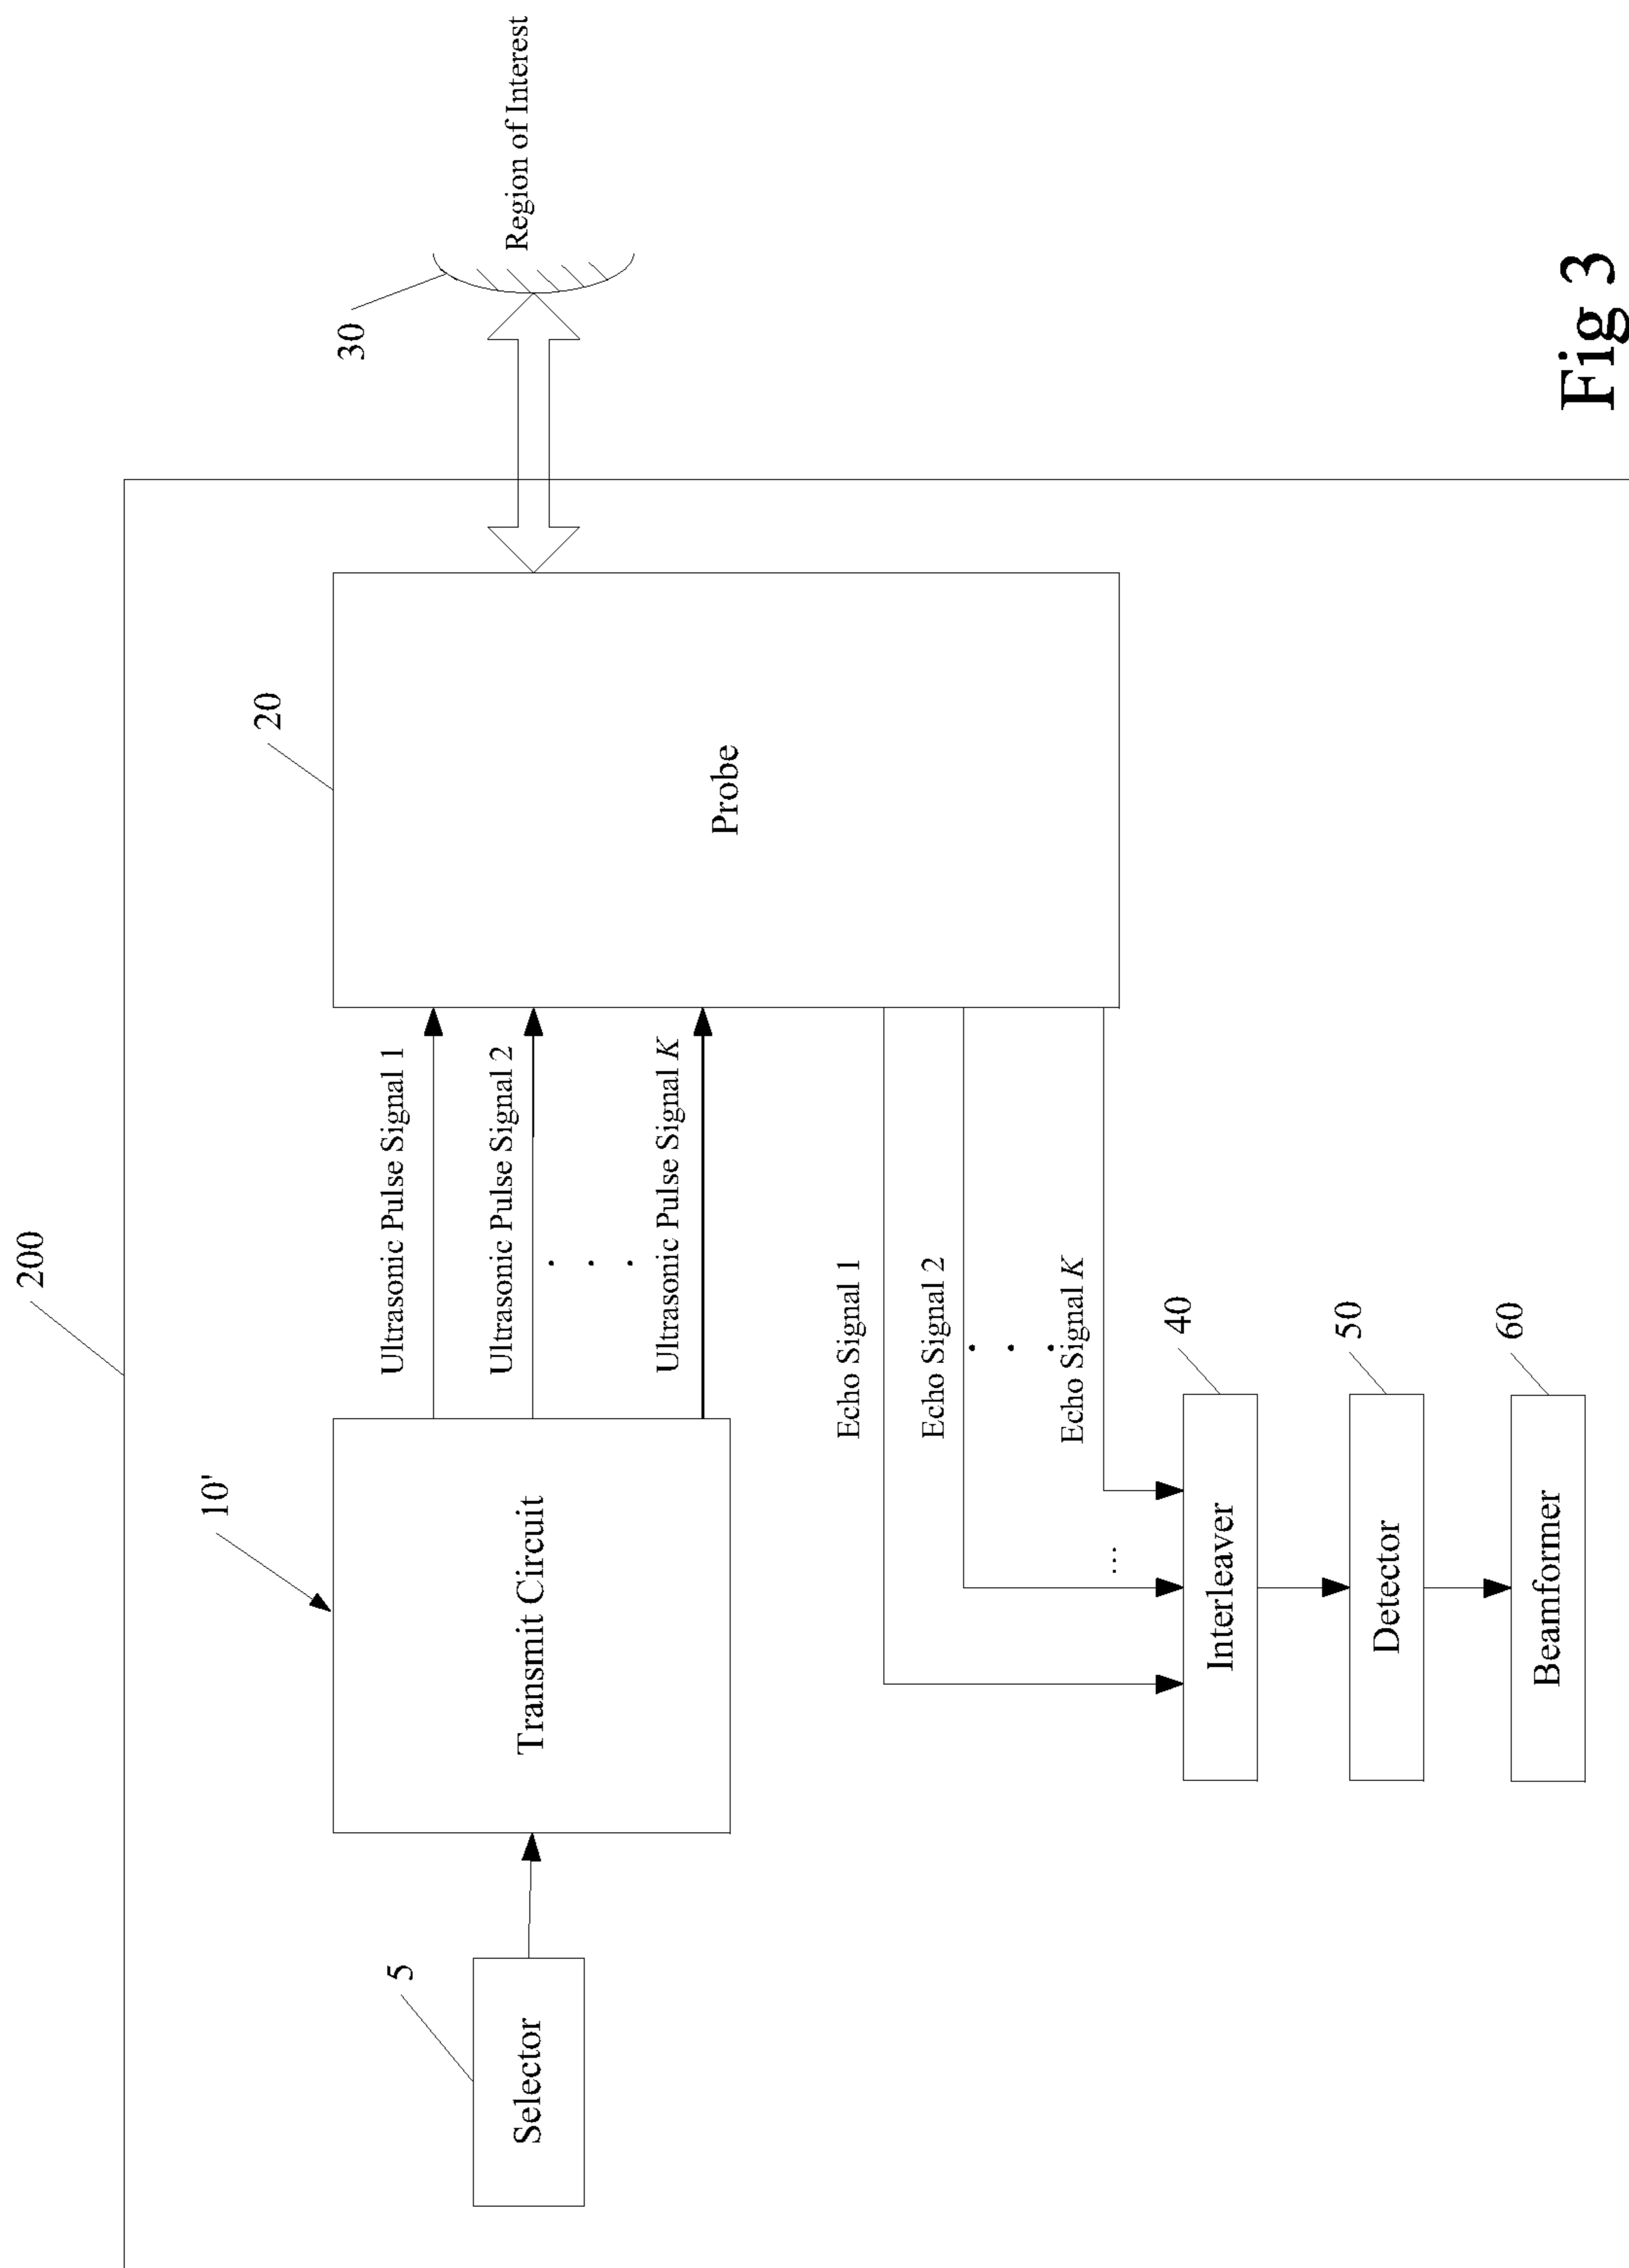 200
10'
20
30
5
Selector
Transmit Circuit
Ultrasonic Pulse Signal 1
Ultrasonic Pulse Signal 2
. . .
Ultrasonic Pulse Signal K
Probe
Region of Interest
Echo Signal 1
Echo Signal 2
. . .
Echo Signal K
...
Interleaver
40
Detector
50
Beamformer
60
Fig 3